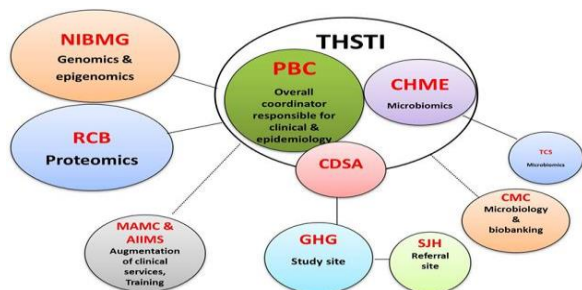 NIBMG
Genomics &
epigenomics
THSTI
PBC
Overall
coordinator
responsible for
clinical &
epidemiology
CHME
Microbiomics
RCB
Proteomics
CDSA
TCS
Microbiomics
CMC
Microbiology
&
biobanking
MAMC &
AIIMS
Augmentation
of clinical
services,
Training
GHG
Study site
SJH
Referral
site